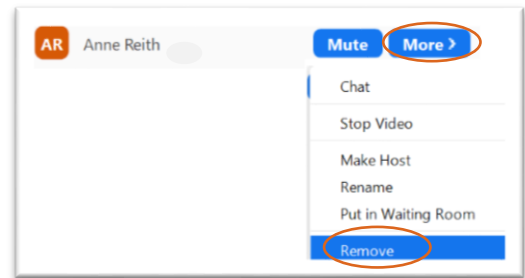 AR Anne Reith Mute More >
Chat
Stop Video
Make Host
Rename
Put in Waiting Room
Remove